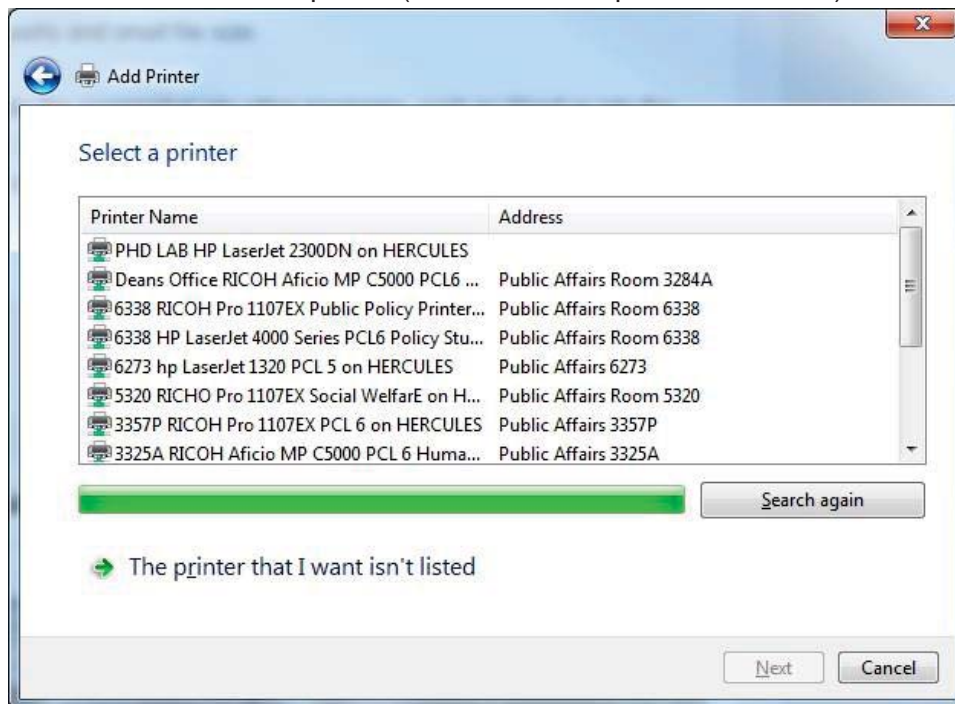 Add Printer
Select a printer
Printer Name Address
PHD LAB HP LaserJet 2300DN on HERCULES
Deans Office RICOH Aficio MP C5000 PCL6 ... Public Affairs Room 3284A
6338 RICOH Pro 1107EX Public Policy Printer... Public Affairs Room 6338
6338 HP LaserJet 4000 Series PCL6 Policy Stu... Public Affairs Room 6338
6273 hp LaserJet 1320 PCL 5 on HERCULES Public Affairs 6273
5320 RICHO Pro 1107EX Social WelfarE on H... Public Affairs Room 5320
3357P RICOH Pro 1107EX PCL 6 on HERCULES Public Affairs 3357P
3325A RICOH Aficio MP C5000 PCL 6 Huma... Public Affairs 3325A
Search again
The printer that I want isn't listed
Next Cancel